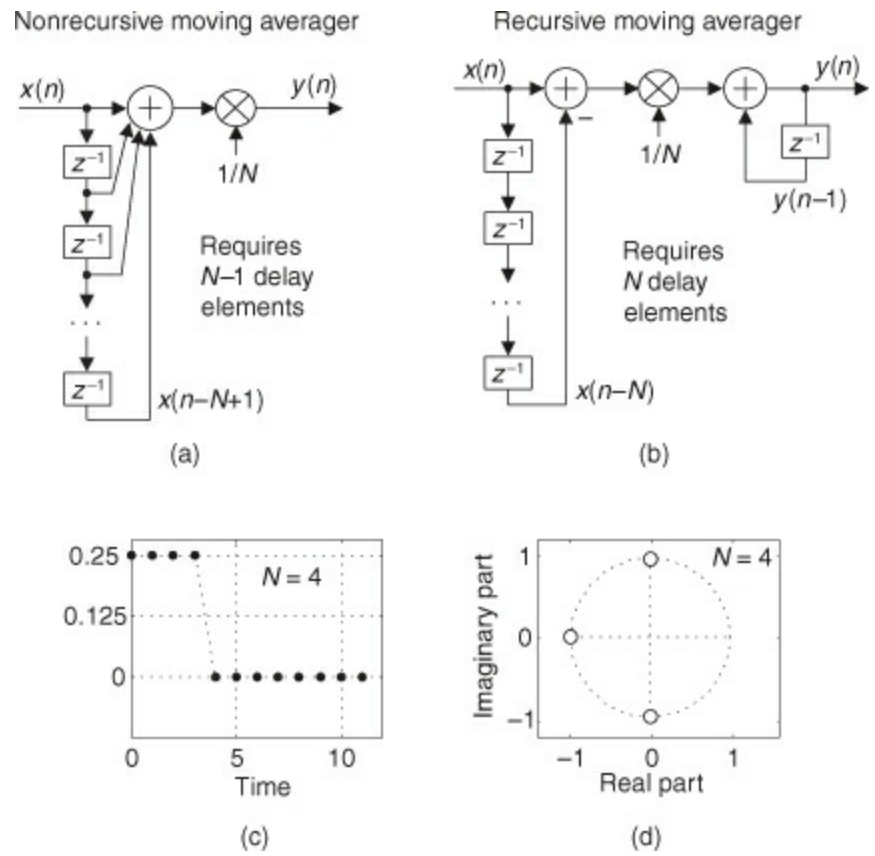 Nonrecursive moving averager
x(n)
y(n)
z⁻¹
1/N
z⁻¹
Requires
N–1 delay
elements
. . .
z⁻¹
x(n–N+1)
(a)
Recursive moving averager
x(n)
y(n)
–
z⁻¹
1/N
z⁻¹
y(n–1)
z⁻¹
Requires
N delay
elements
. . .
z⁻¹
x(n–N)
(b)
0.25
N = 4
0.125
0
0 5 10
Time
(c)
1
N = 4
Imaginary part
0
–1
–1 0 1
Real part
(d)